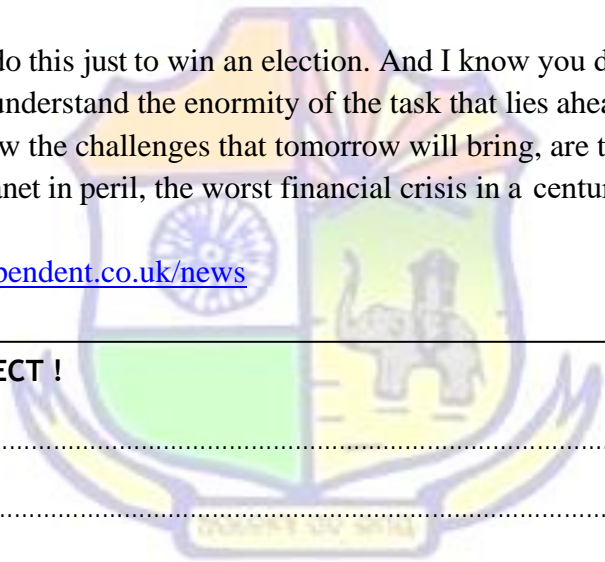 do this just to win an election. And I know you d
understand the enormity of the task that lies ahea
w the challenges that tomorrow will bring, are t
anet in peril, the worst financial crisis in a centur
pendent.co.uk/news
ECT !